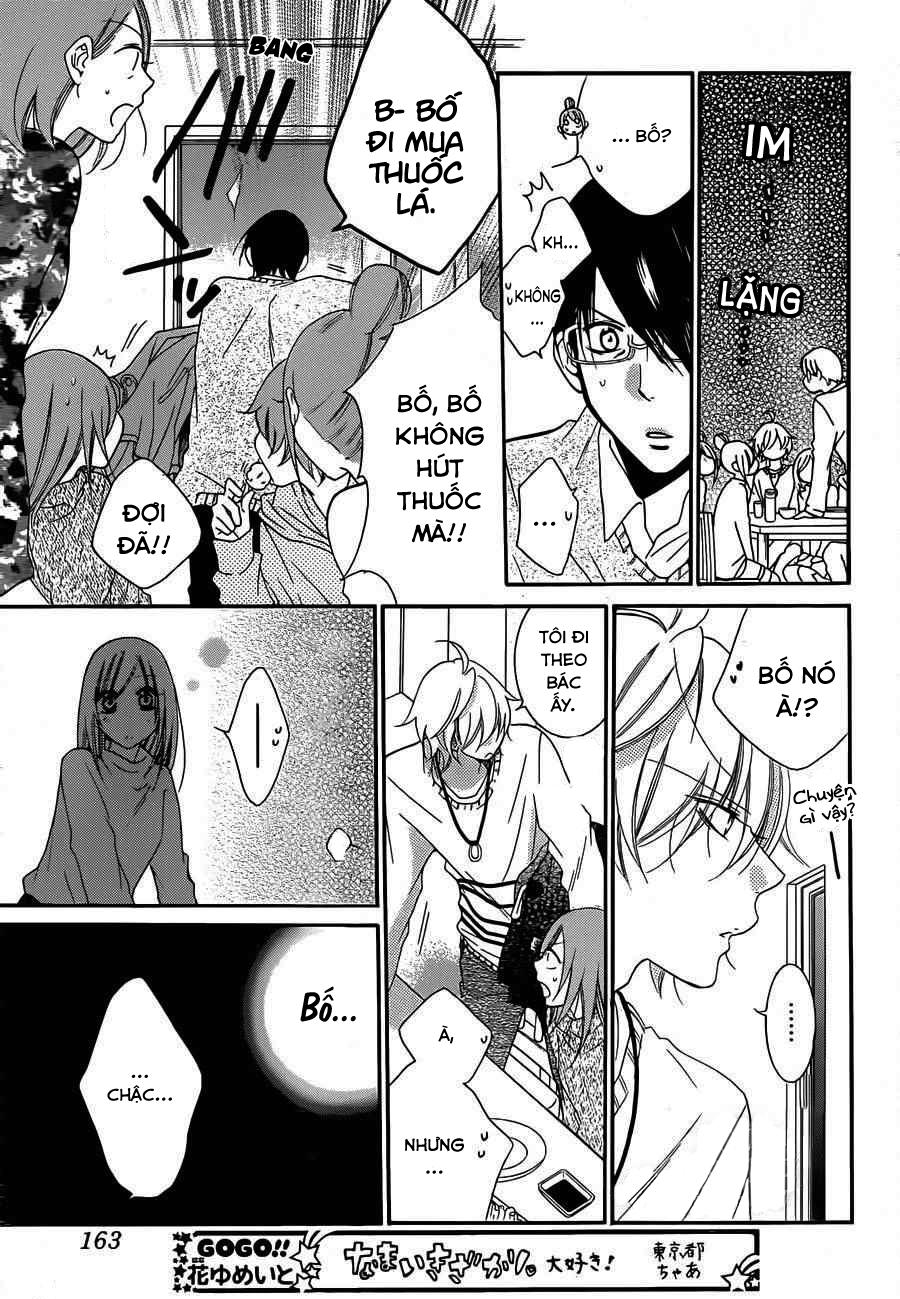 IM
LẶNG
... BỐ?
KH...
KHÔNG
...
...
B- BỐ
ĐI MUA
THUỐC
LÁ.
BANG
BỐ, BỐ
KHÔNG
HÚT
THUỐC
MÀ!!
ĐỢI
ĐÃ!!
BỐ NÓ
À!?
Chuyện
gì vậy?
......
TÔI ĐI
THEO
BÁC
ẤY.
À,
NHƯNG
...
Bố...
...
CHẬC...
163
GOGO!!
花ゆめいと
なまいきざかり。大好き!
東京都
ちゃあ